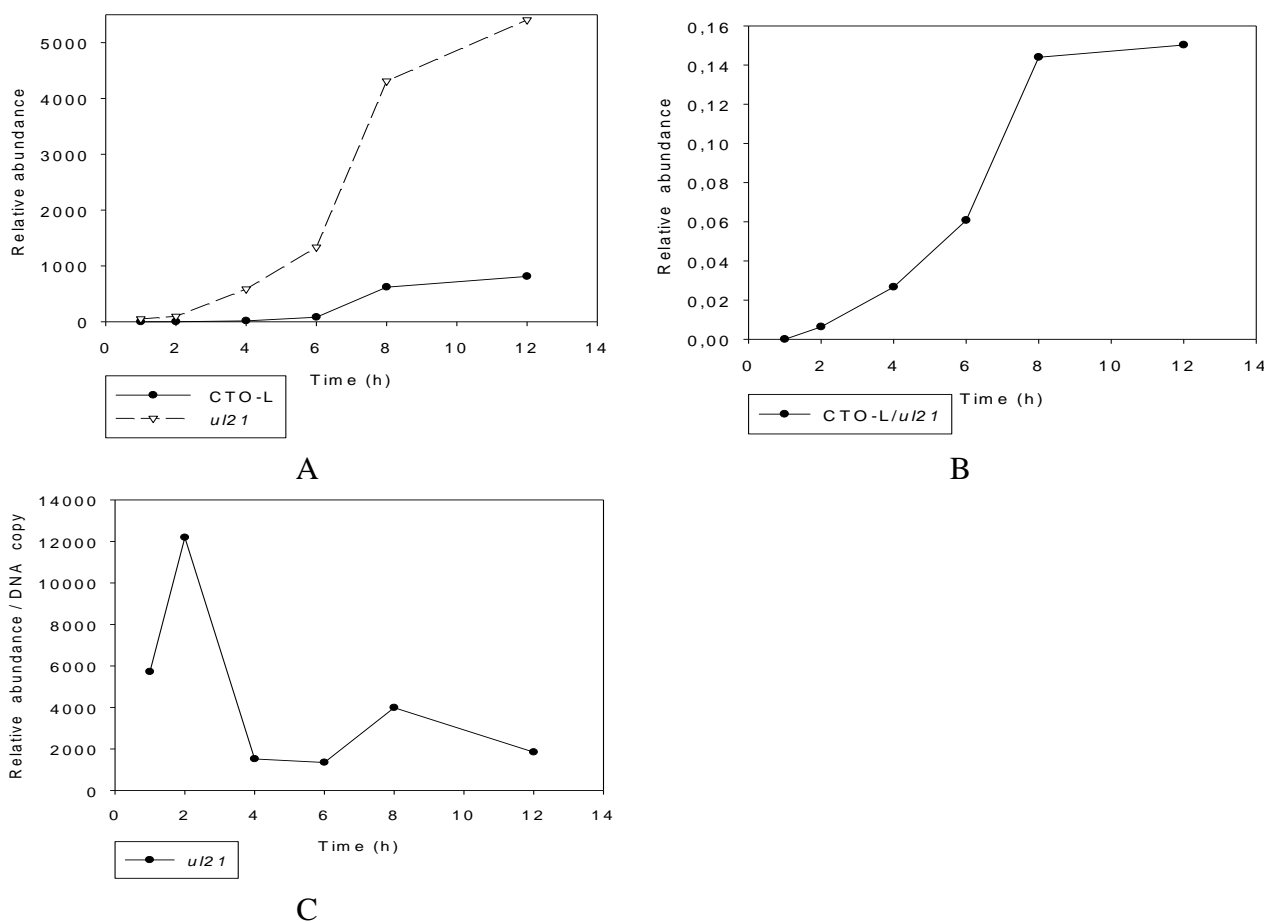 Relative abundance
5000
4000
3000
2000
1000
0
0 2 4 6 8 10 12 14
Time (h)
CTO-L
ul21
A
Relative abundance
0,16
0,14
0,12
0,10
0,08
0,06
0,04
0,02
0,00
0 2 4 6 8 10 12 14
Time (h)
CTO-L/ul21
B
Relative abundance / DNA copy
14000
12000
10000
8000
6000
4000
2000
0
0 2 4 6 8 10 12 14
Time (h)
ul21
C